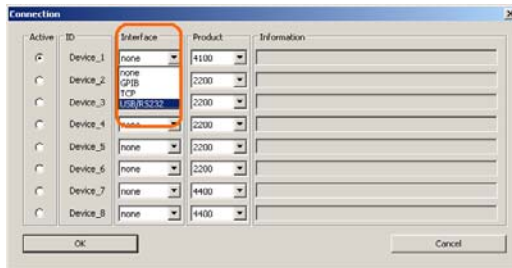 Connection
Active ID Interface Product Information
Device_1 none 4100
none
GPIB
Device_2 2200
TCP
USB/RS232
Device_3 2200
Device_4 none 2200
Device_5 none 2200
Device_6 none 2200
Device_7 none 4400
Device_8 none 4400
OK Cancel